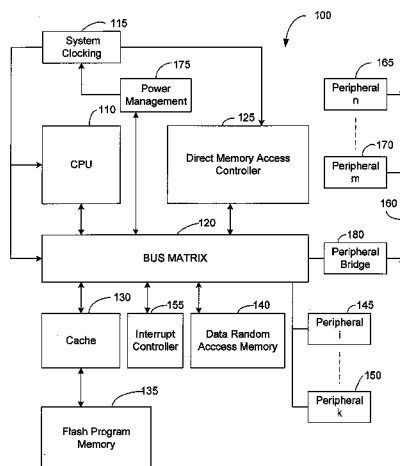 115
100
System
Clocking
175
165
Power
Management
125
Peripheral
n
110
CPU
Direct Memory Access
Controller
170
Peripheral
m
120
160
180
BUS MATRIX
Peripheral
Bridge
130
155
140
145
Cache
Interrupt
Controller
Data Random
Acccess Memory
Peripheral
i
150
135
Peripheral
k
Flash Program
Memory